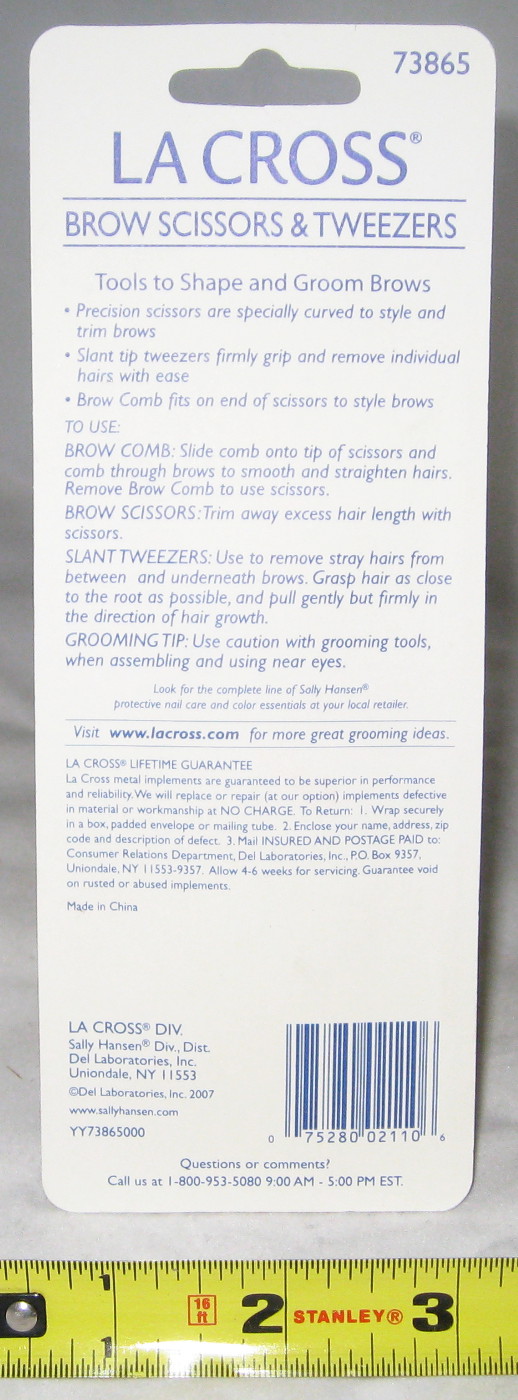 73865
LA CROSS®
BROW SCISSORS & TWEEZERS
Tools to Shape and Groom Brows
• Precision scissors are specially curved to style and
trim brows
• Slant tip tweezers firmly grip and remove individual
hairs with ease
• Brow Comb fits on end of scissors to style brows
TO USE:
BROW COMB: Slide comb onto tip of scissors and
comb through brows to smooth and straighten hairs.
Remove Brow Comb to use scissors.
BROW SCISSORS: Trim away excess hair length with
scissors.
SLANT TWEEZERS: Use to remove stray hairs from
between and underneath brows. Grasp hair as close
to the root as possible, and pull gently but firmly in
the direction of hair growth.
GROOMING TIP: Use caution with grooming tools,
when assembling and using near eyes.
Look for the complete line of Sally Hansen®
protective nail care and color essentials at your local retailer.
Visit www.lacross.com for more great grooming ideas.
LA CROSS® LIFETIME GUARANTEE
La Cross metal implements are guaranteed to be superior in performance
and reliability. We will replace or repair (at our option) implements defective
in material or workmanship at NO CHARGE. To Return: 1. Wrap securely
in a box, padded envelope or mailing tube. 2. Enclose your name, address, zip
code and description of defect. 3. Mail INSURED AND POSTAGE PAID to:
Consumer Relations Department, Del Laboratories, Inc., P.O. Box 9357,
Uniondale, NY 11553-9357. Allow 4-6 weeks for servicing. Guarantee void
on rusted or abused implements.
Made in China
LA CROSS® DIV.
Sally Hansen® Div., Dist.
Del Laboratories, Inc.
Uniondale, NY 11553
©Del Laboratories, Inc. 2007
www.sallyhansen.com
YY73865000
0 75280 02110 6
Questions or comments?
Call us at 1-800-953-5080 9:00 AM - 5:00 PM EST.
1 16 ft 2 STANLEY® 3
1